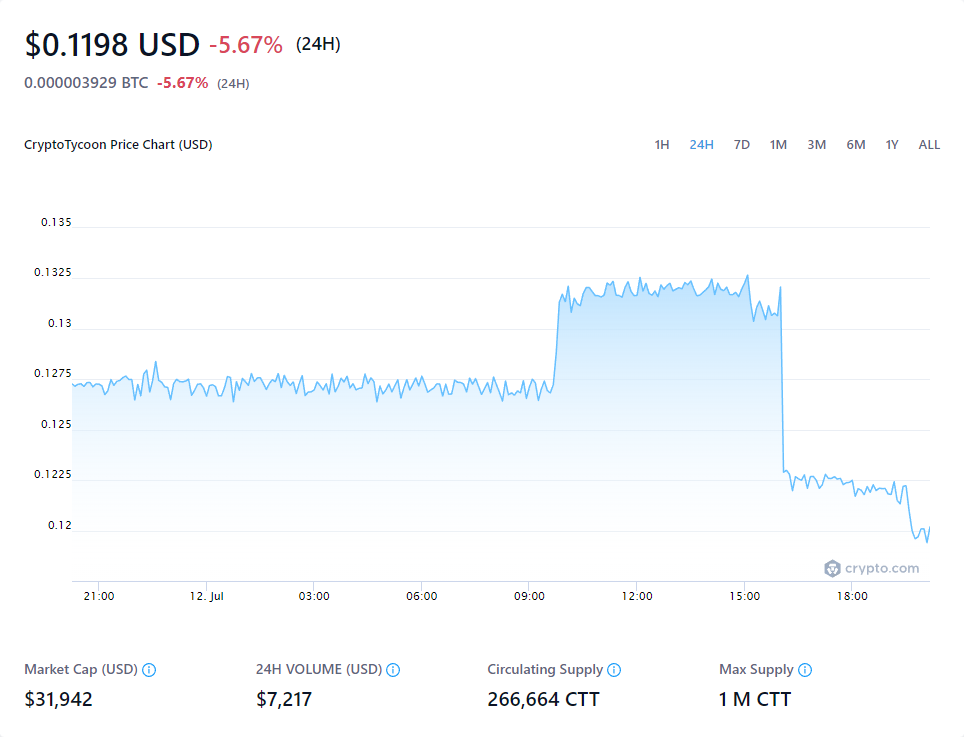 $0.1198 USD -5.67% (24H)
0.000003929 BTC -5.67% (24H)
CryptoTycoon Price Chart (USD) 1H 24H 7D 1M 3M 6M 1Y ALL
0.135
0.1325
0.13
0.1275
0.125
0.1225
0.12
crypto.com
21:00 12. Jul 03:00 06:00 09:00 12:00 15:00 18:00
Market Cap (USD) 24H VOLUME (USD) Circulating Supply Max Supply
$31,942 $7,217 266,664 CTT 1 M CTT